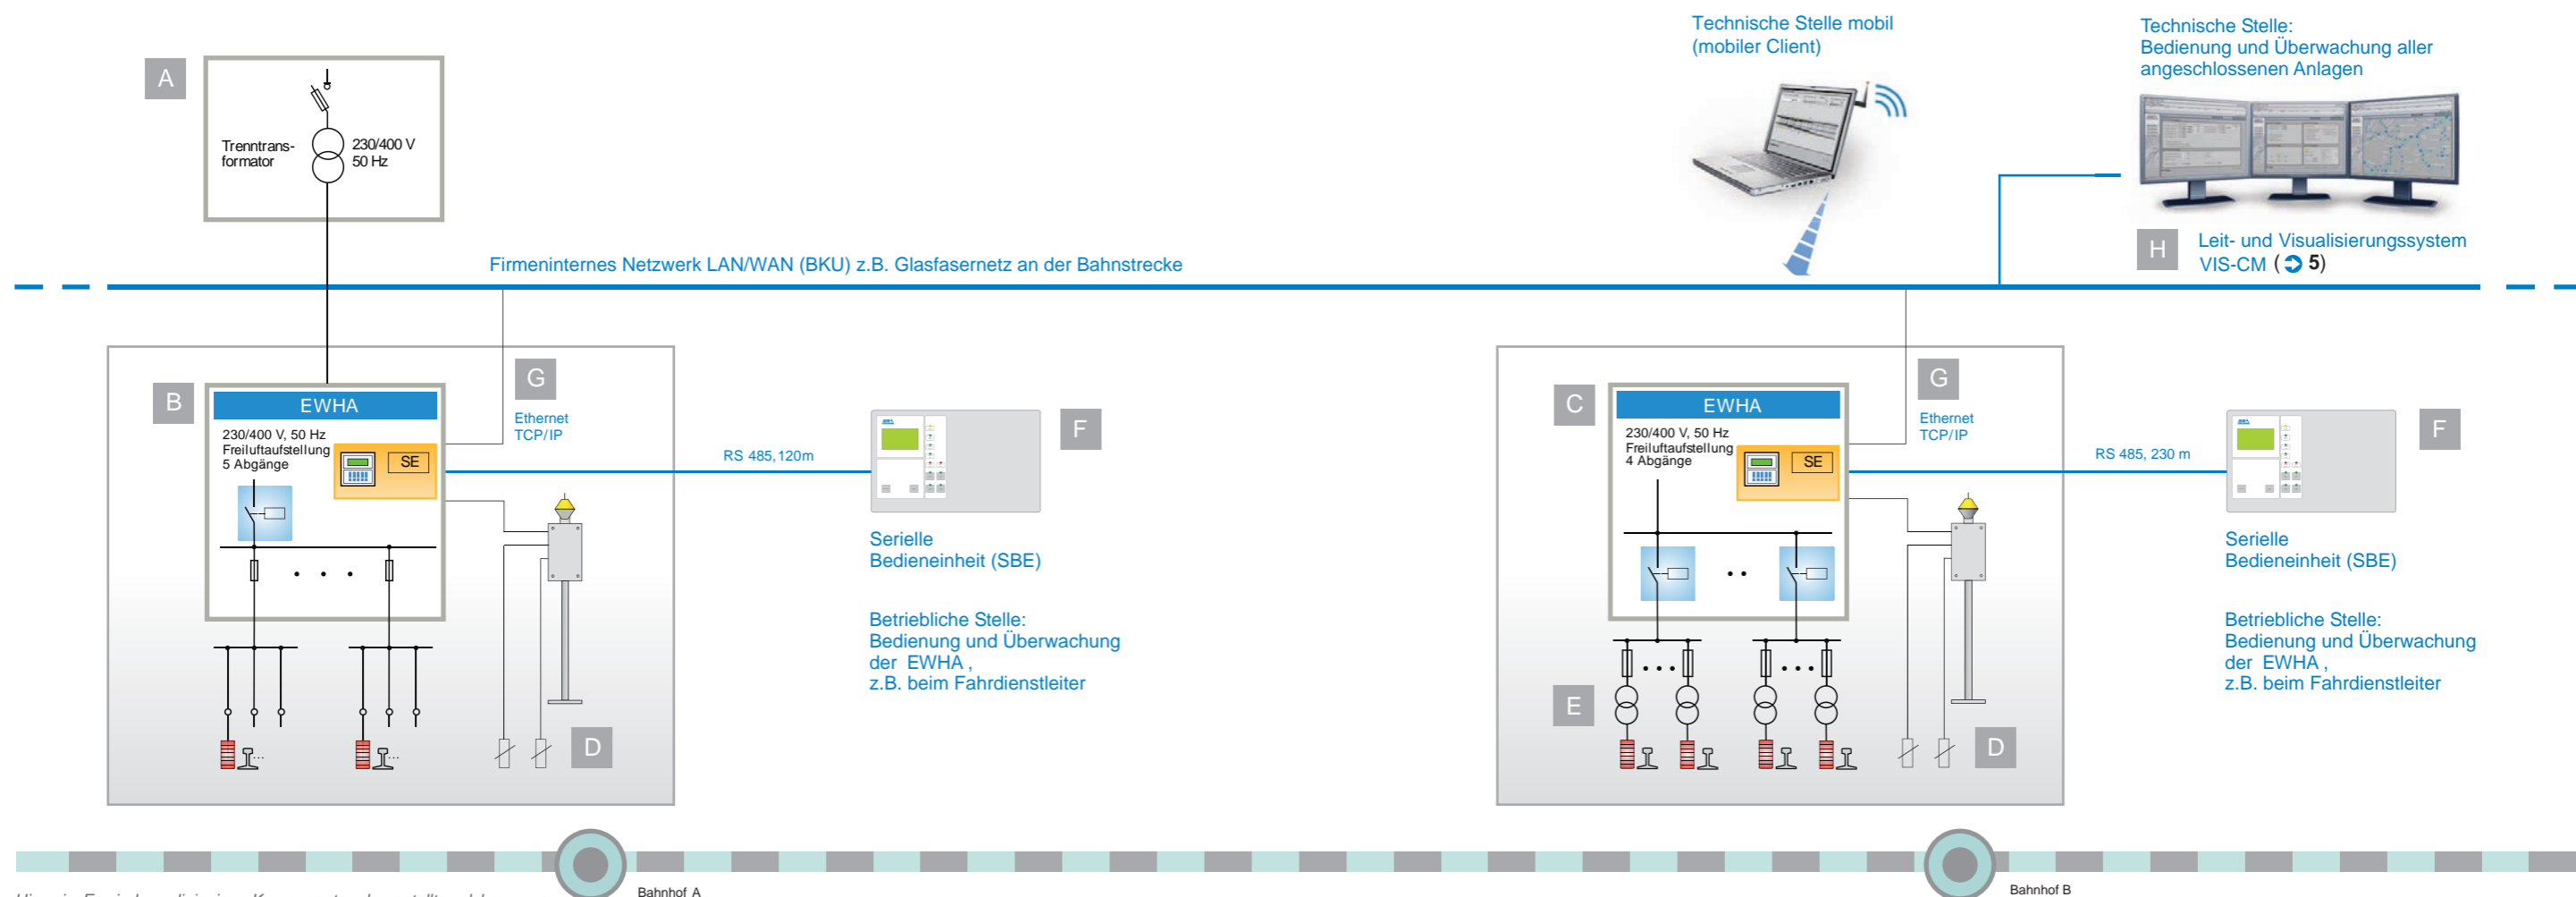 Technische Stelle mobil
(mobiler Client)
Technische Stelle:
Bedienung und Überwachung aller
angeschlossenen Anlagen
A
Trenntrans-
formator
230/400 V
50 Hz
H
Leit- und Visualisierungssystem
VIS-CM ( 5)
Firmeninternes Netzwerk LAN/WAN (BKU) z.B. Glasfasernetz an der Bahnstrecke
B
EWHA
230/400 V, 50 Hz
Freiluftaufstellung
5 Abgänge
SE
G
Ethernet
TCP/IP
RS 485, 120m
F
Serielle
Bedieneinheit (SBE)
Betriebliche Stelle:
Bedienung und Überwachung
der EWHA ,
z.B. beim Fahrdienstleiter
D
C
EWHA
230/400 V, 50 Hz
Freiluftaufstellung
4 Abgänge
SE
G
Ethernet
TCP/IP
RS 485, 230 m
F
Serielle
Bedieneinheit (SBE)
Betriebliche Stelle:
Bedienung und Überwachung
der EWHA ,
z.B. beim Fahrdienstleiter
E
D
Bahnhof A
Bahnhof B